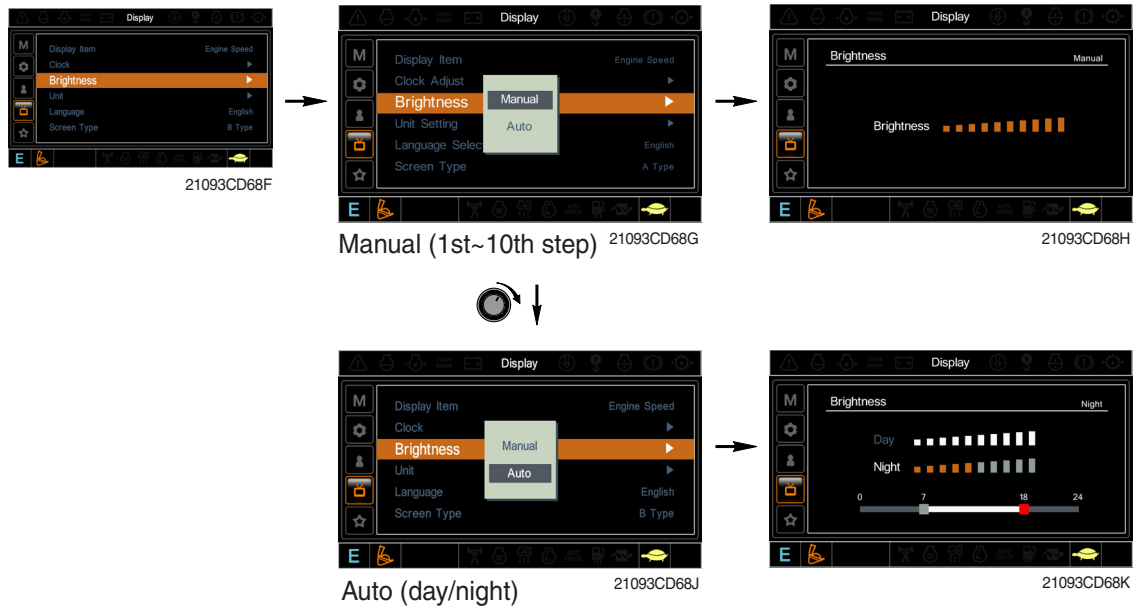 Display
M
Display Item Engine Speed
Clock
Brightness
Unit
Language English
Screen Type B Type
E
21093CD68F
Display
M
Display Item Engine Speed
Clock Adjust
Brightness
Manual
Auto
Unit Setting
Language Selec English
Screen Type A Type
E
Manual (1st~10th step) 21093CD68G
Display
M
Brightness Manual
Brightness
E
21093CD68H
Display
M
Display Item Engine Speed
Clock
Brightness
Manual
Auto
Unit
Language English
Screen Type B Type
E
Auto (day/night) 21093CD68J
Display
M
Brightness Night
Day
Night
0 7 18 24
E
21093CD68K